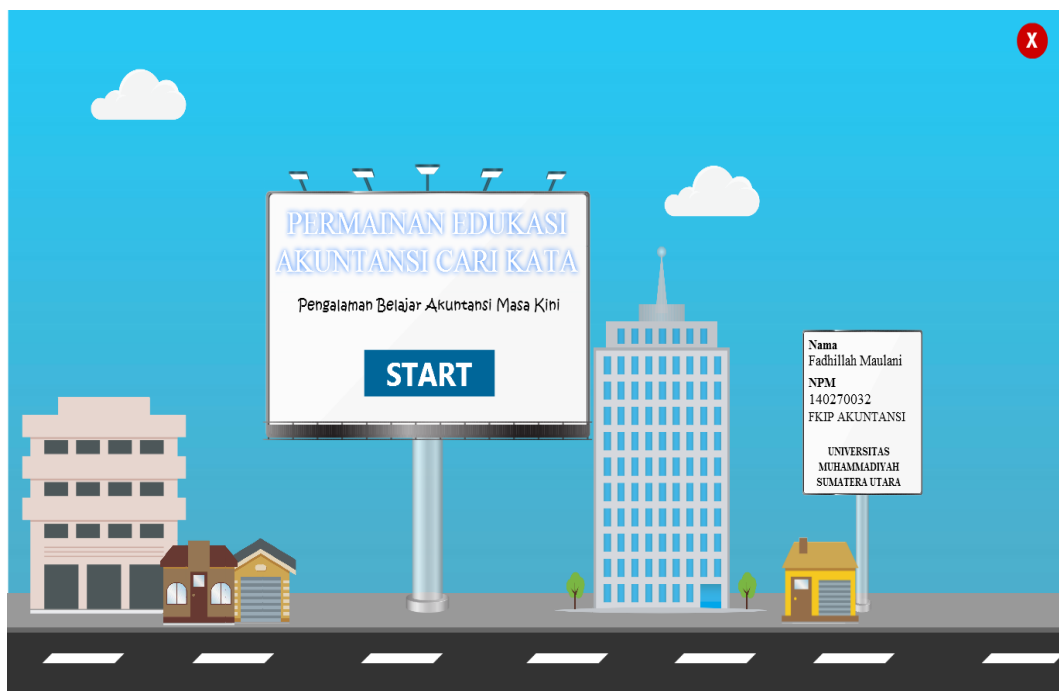 X
PERMAINAN EDUKASI
AKUNTANSI CARI KATA
Pengalaman Belajar Akuntansi Masa Kini
START
Nama
Fadhillah Maulani
NPM
140270032
FKIP AKUNTANSI
UNIVERSITAS
MUHAMMADIYAH
SUMATERA UTARA